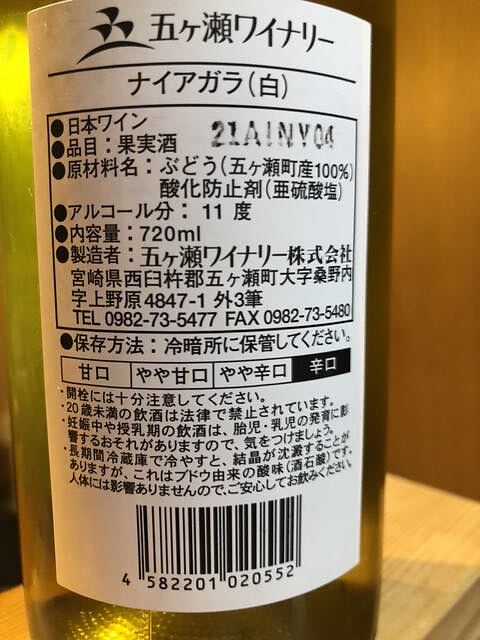 五ヶ瀬ワイナリー
ナイアガラ(白)
●日本ワイン
●品目：果実酒 21AINY04
●原材料名：ぶどう(五ヶ瀬町産100%)
酸化防止剤(亜硫酸塩)
●アルコール分：11度
●内容量：720ml
●製造者：五ヶ瀬ワイナリー株式会社
宮崎県西臼杵郡五ヶ瀬町大字桑野内
字上野原4847-1 外3筆
TEL 0982-73-5477 FAX 0982-73-5480
●保存方法：冷暗所に保管してください。
甘口 やや甘口 やや辛口 辛口
・開栓には十分注意してください。
・20歳未満の飲酒は法律で禁止されています。
・妊娠中や授乳期の飲酒は、胎児・乳児の発育に影
響するおそれがありますので、気をつけましょう。
・長期間冷蔵庫で冷やすと、結晶が沈澱することが
ありますが、これはブドウ由来の酸味(酒石酸)です。
人体には影響ありませんので、ご安心してお飲みください。
4 582201 020552